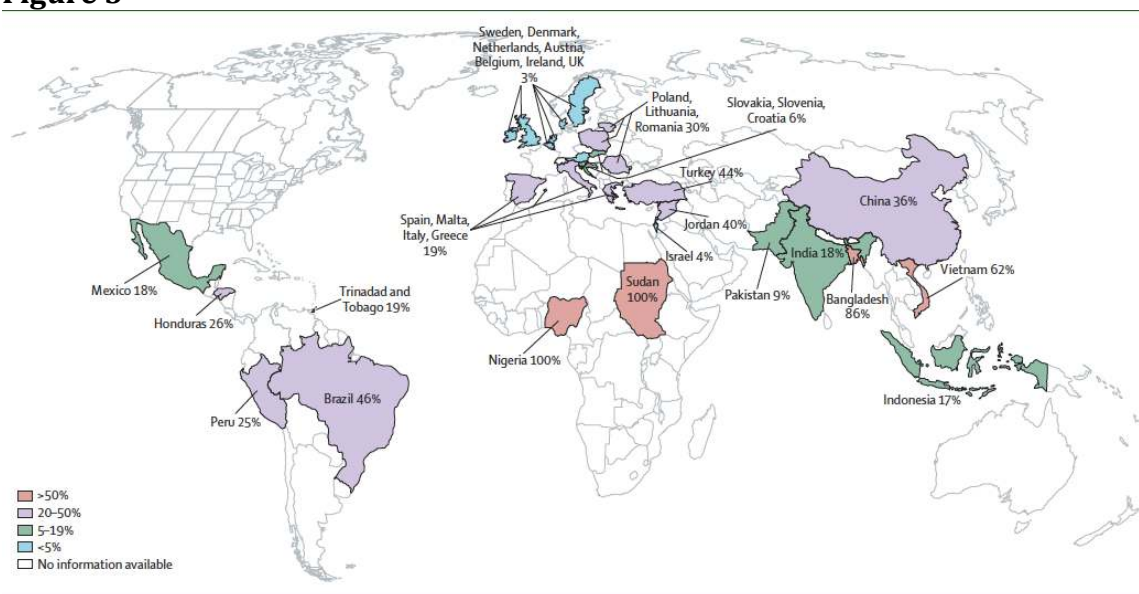 Sweden, Denmark,
Netherlands, Austria,
Belgium, Ireland, UK
3%
Poland,
Lithuania,
Romania 30%
Slovakia, Slovenia,
Croatia 6%
Turkey 44%
China 36%
Spain, Malta,
Italy, Greece
19%
Jordan 40%
Israel 4%
India 18%
Vietnam 62%
Mexico 18%
Trinadad and
Tobago 19%
Sudan
100%
Pakistan 9%
Bangladesh
86%
Honduras 26%
Nigeria 100%
Brazil 46%
Indonesia 17%
Peru 25%
>50%
20–50%
5–19%
<5%
No information available